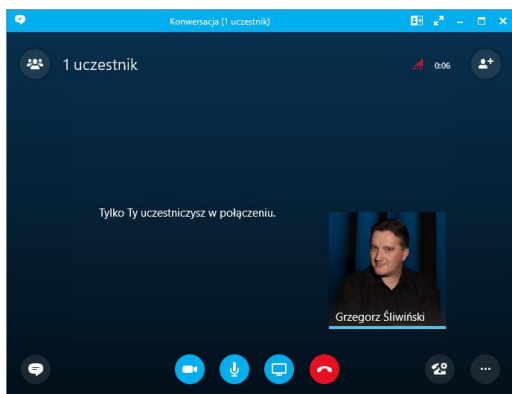 Konwersacja (1 uczestnik)
1 uczestnik
0:06
Tylko Ty uczestniczysz w połączeniu.
Grzegorz Śliwiński